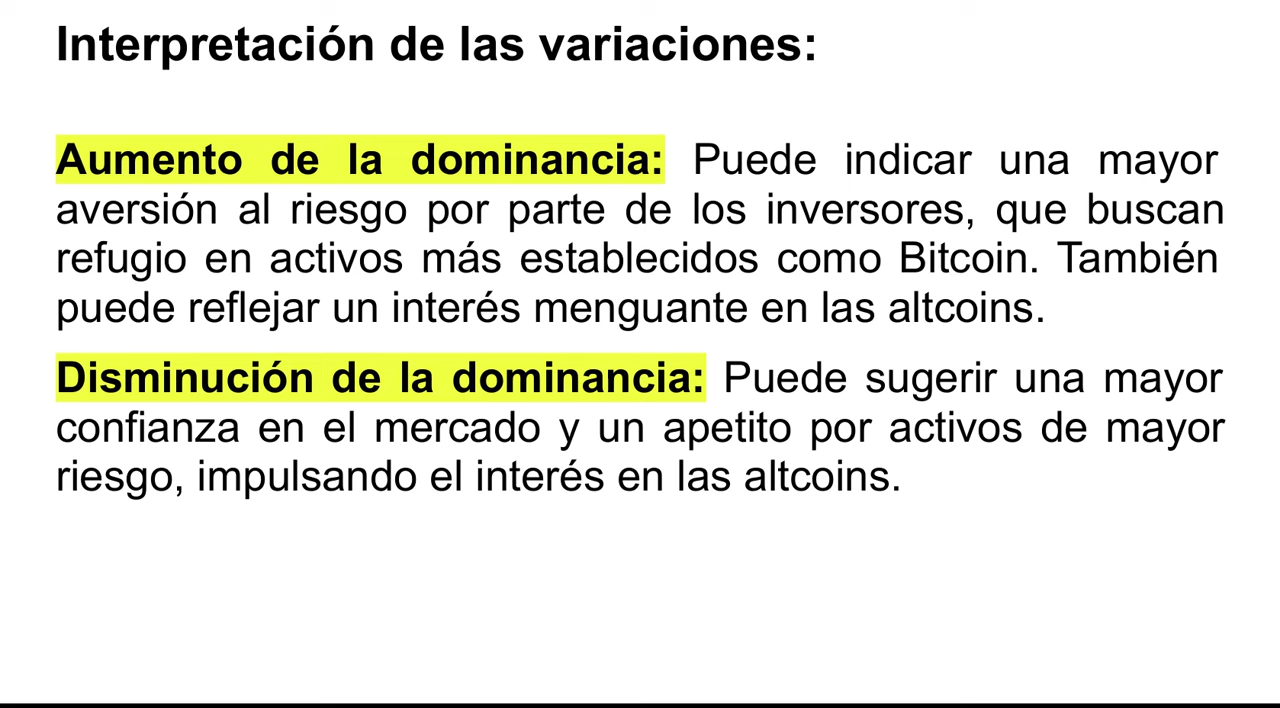 Interpretación de las variaciones:
Aumento de la dominancia: Puede indicar una mayor
aversión al riesgo por parte de los inversores, que buscan
refugio en activos más establecidos como Bitcoin. También
puede reflejar un interés menguante en las altcoins.
Disminución de la dominancia: Puede sugerir una mayor
confianza en el mercado y un apetito por activos de mayor
riesgo, impulsando el interés en las altcoins.